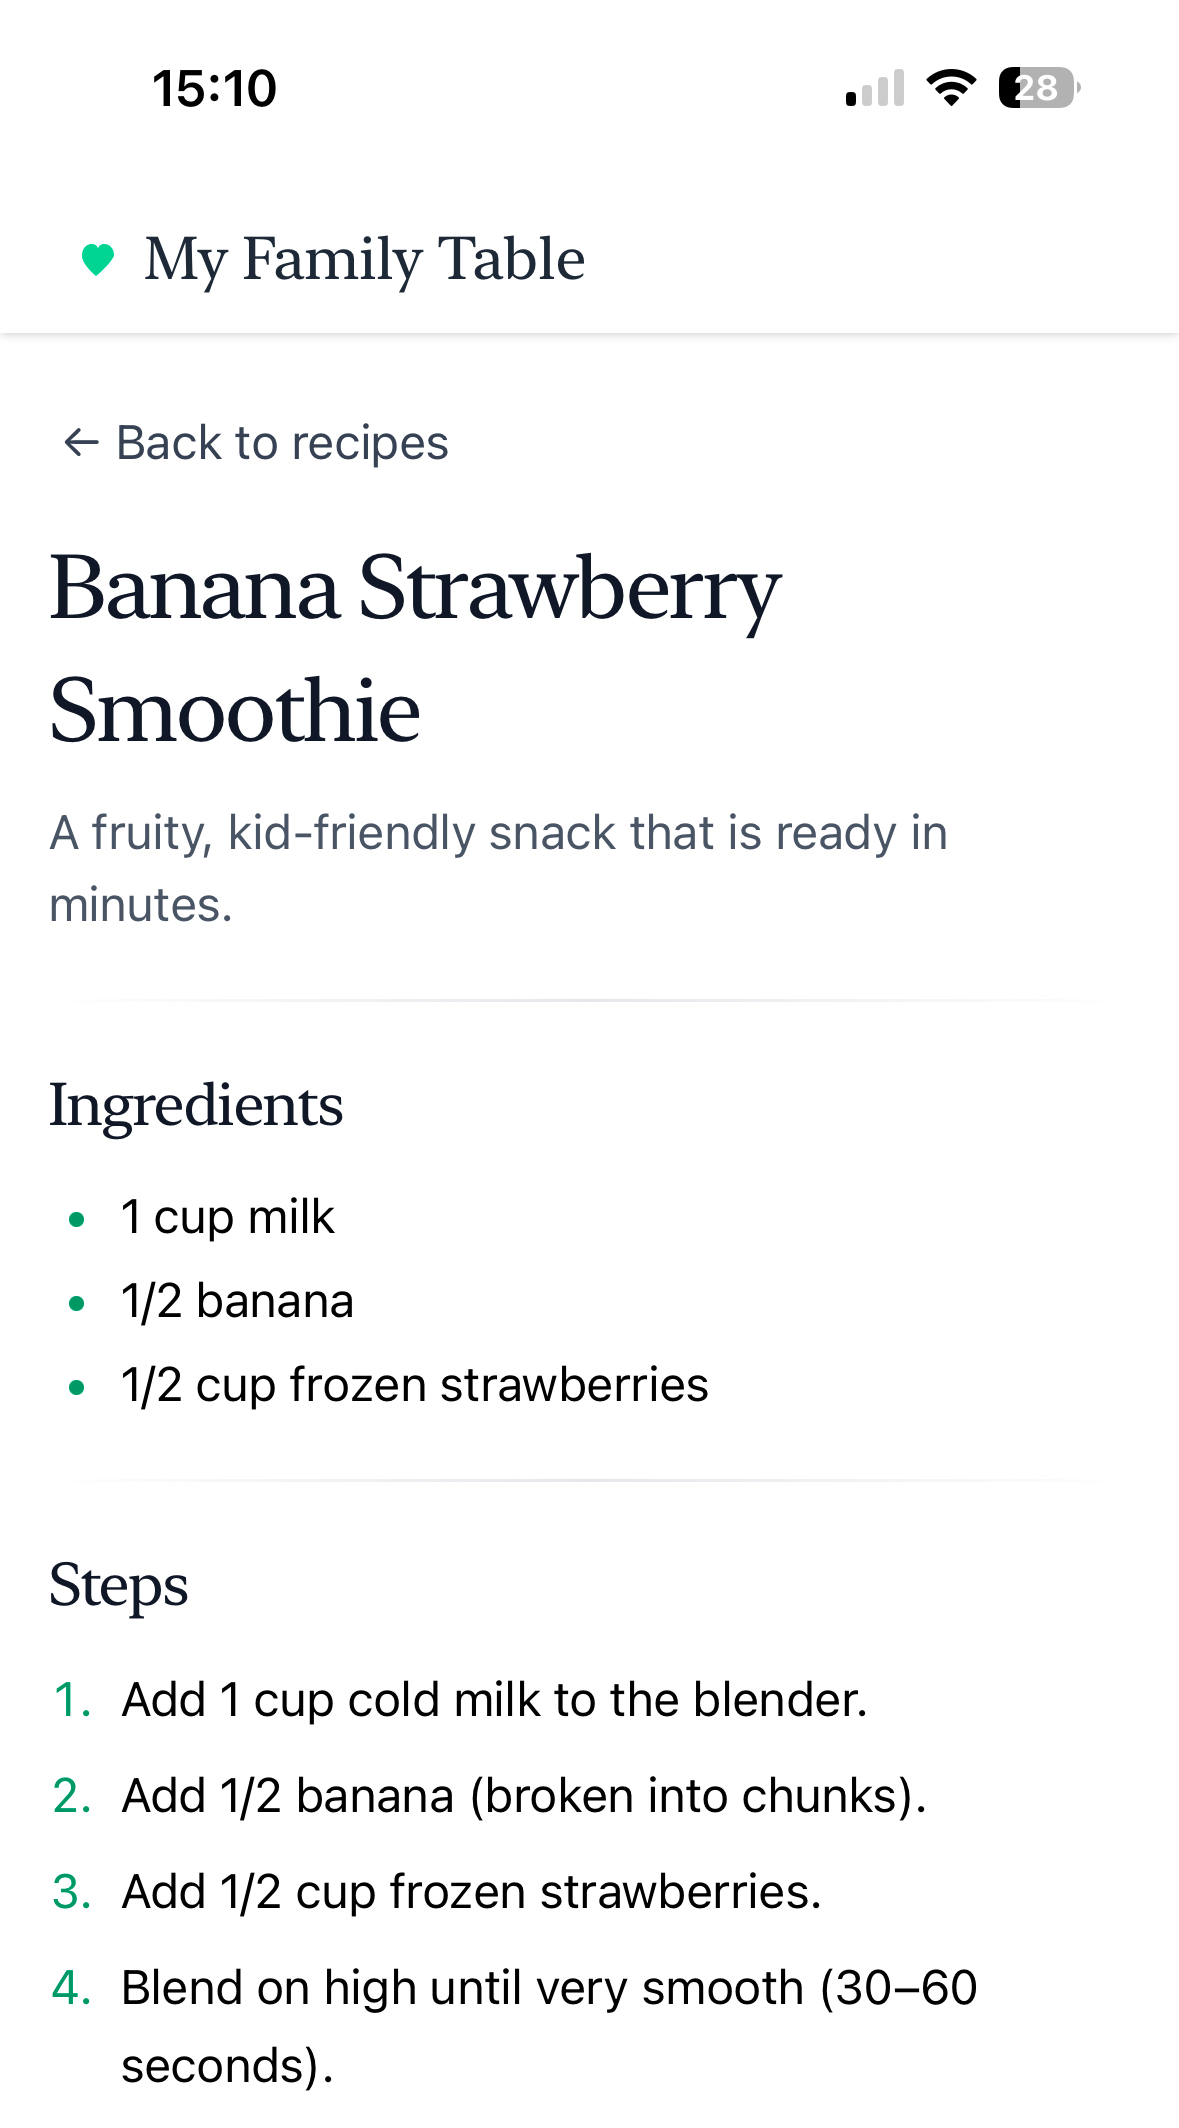 15:10
28
My Family Table
← Back to recipes
Banana Strawberry
Smoothie
A fruity, kid-friendly snack that is ready in
minutes.
Ingredients
• 1 cup milk
• 1/2 banana
• 1/2 cup frozen strawberries
Steps
1. Add 1 cup cold milk to the blender.
2. Add 1/2 banana (broken into chunks).
3. Add 1/2 cup frozen strawberries.
4. Blend on high until very smooth (30–60
seconds).